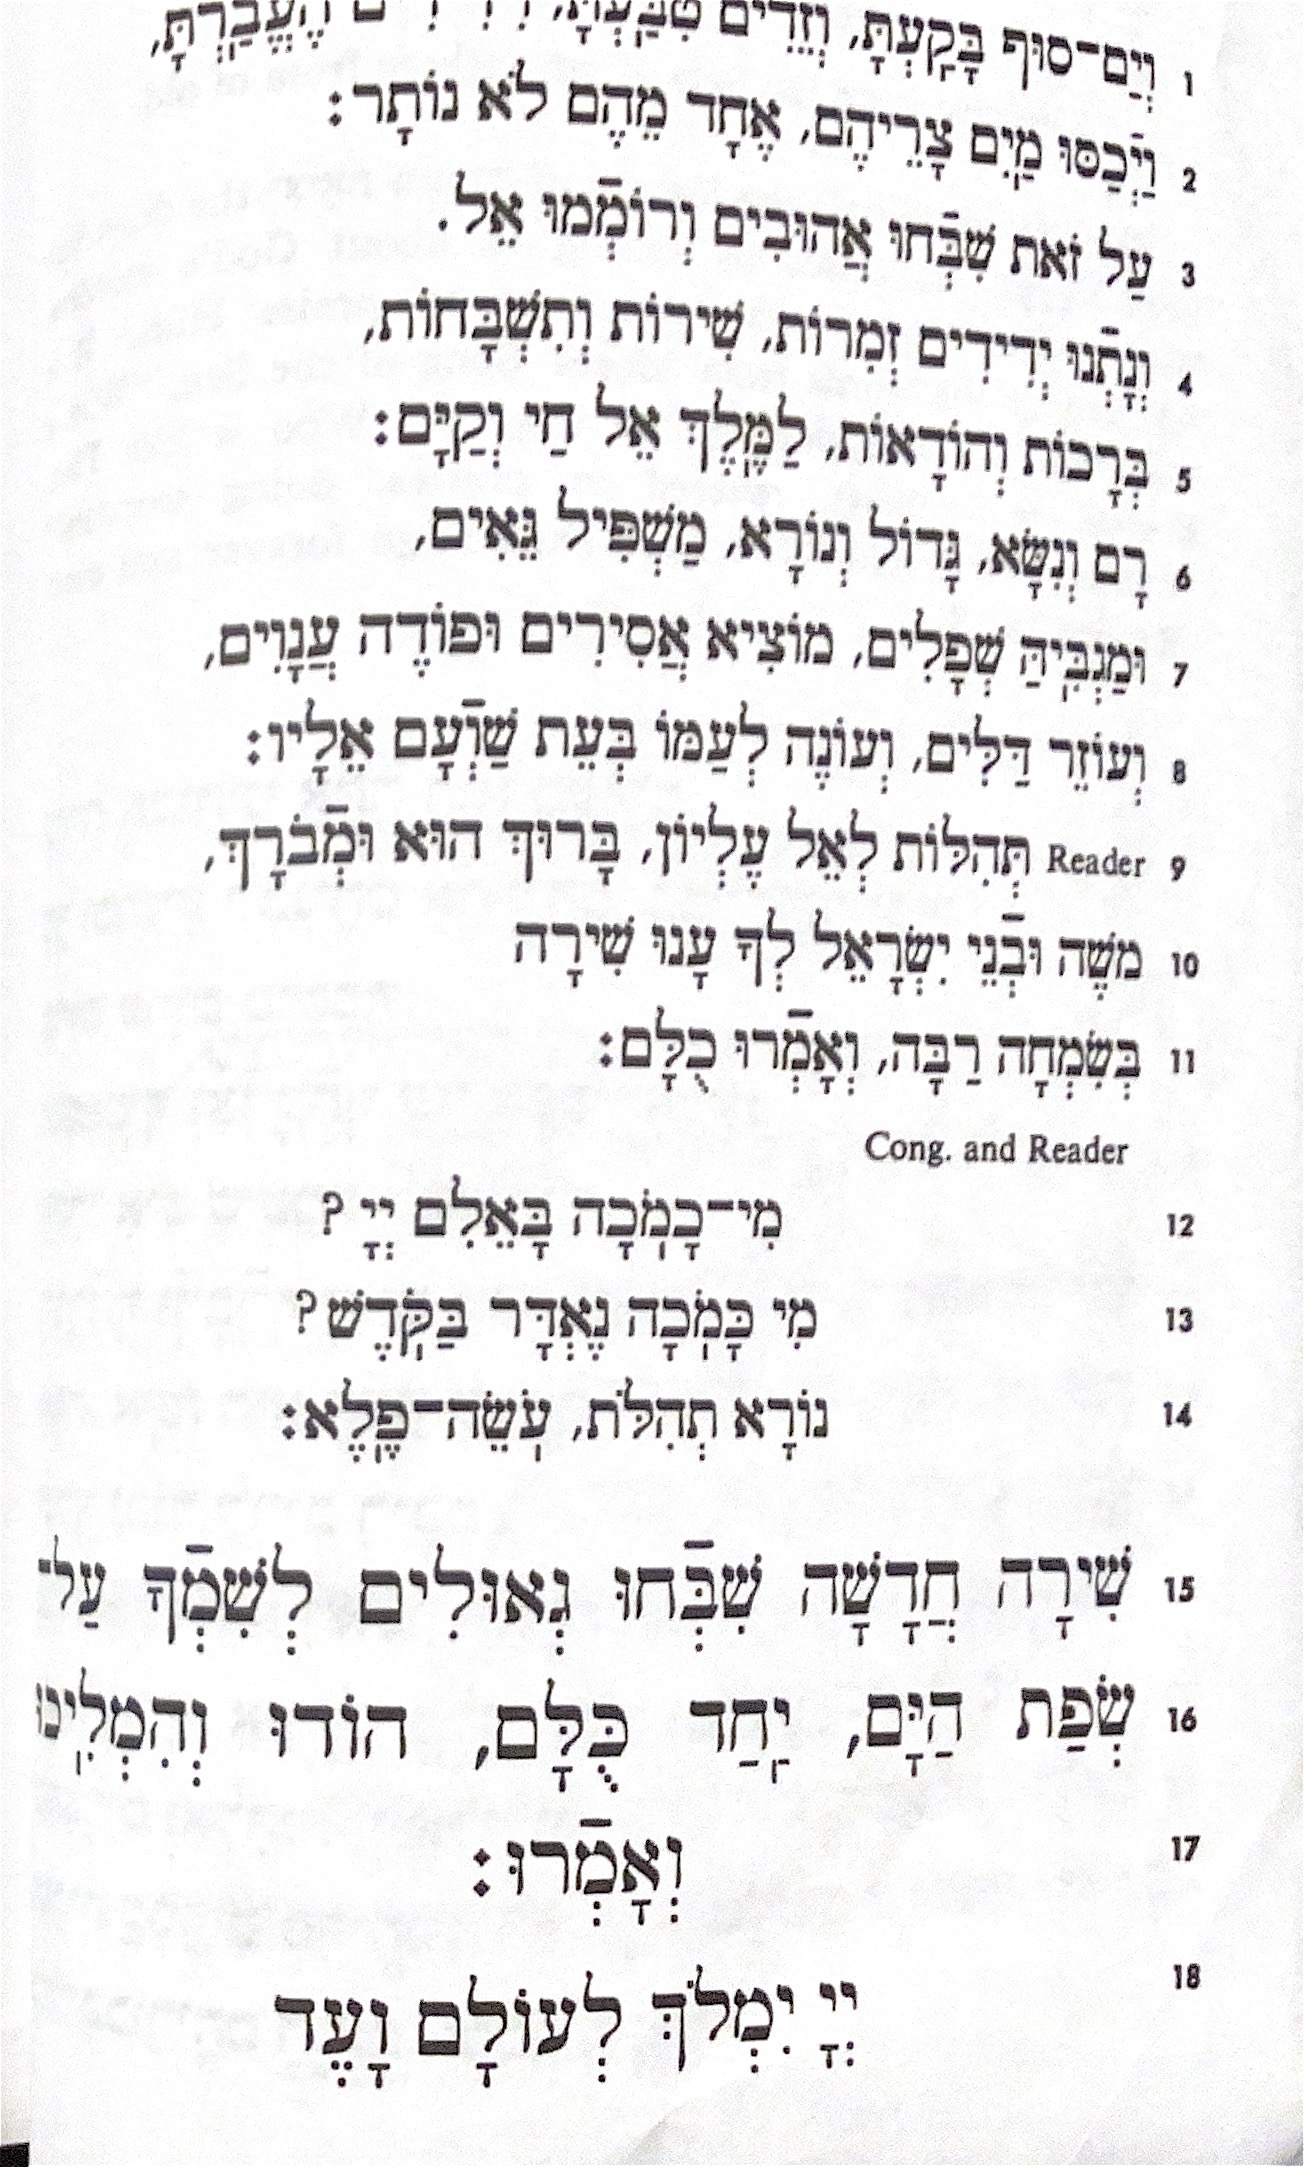 1 וְיַם־סוּף בָּקַעְתָּ, וְזֵדִים טִבַּעְתָּ, הֶעֱבַרְתָּ,
2 וַיְכַסּוּ מַיִם צָרֵיהֶם, אֶחָד מֵהֶם לֹא נוֹתָר:
3 עַל זֹאת שִׁבְּחוּ אֲהוּבִים וְרוֹמְמוּ אֵל.
4 וְנָתְנוּ יְדִידִים זְמִרוֹת, שִׁירוֹת וְתִשְׁבָּחוֹת,
5 בְּרָכוֹת וְהוֹדָאוֹת, לַמֶּלֶךְ אֵל חַי וְקַיָּם:
6 רָם וְנִשָּׂא, גָּדוֹל וְנוֹרָא, מַשְׁפִּיל גֵּאִים,
7 וּמַגְבִּיהַּ שְׁפָלִים, מוֹצִיא אֲסִירִים וּפוֹדֶה עֲנָוִים,
8 וְעוֹזֵר דַּלִּים, וְעוֹנֶה לְעַמּוֹ בְּעֵת שַׁוְּעָם אֵלָיו:
9 Reader תְּהִלּוֹת לְאֵל עֶלְיוֹן, בָּרוּךְ הוּא וּמְבֹרָךְ,
10 מֹשֶׁה וּבְנֵי יִשְׂרָאֵל לְךָ עָנוּ שִׁירָה
11 בְּשִׂמְחָה רַבָּה, וְאָמְרוּ כֻלָּם:
Cong. and Reader
12 מִי־כָמֹכָה בָּאֵלִם יְיָ ?
13 מִי כָּמֹכָה נֶאְדָּר בַּקֹּדֶשׁ ?
14 נוֹרָא תְהִלֹּת, עֹשֵׂה־פֶלֶא:
15 שִׁירָה חֲדָשָׁה שִׁבְּחוּ גְאוּלִים לְשִׁמְךָ עַל־
16 שְׂפַת הַיָּם, יַחַד כֻּלָּם, הוֹדוּ וְהִמְלִיכוּ
17 וְאָמְרוּ:
18 יְיָ יִמְלֹךְ לְעוֹלָם וָעֶד